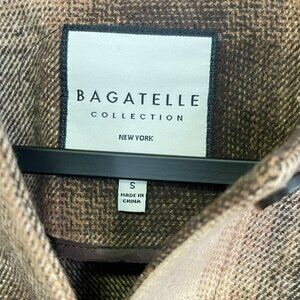 BAGATELLE
COLLECTION
NEW YORK
S
MADE IN
CHINA